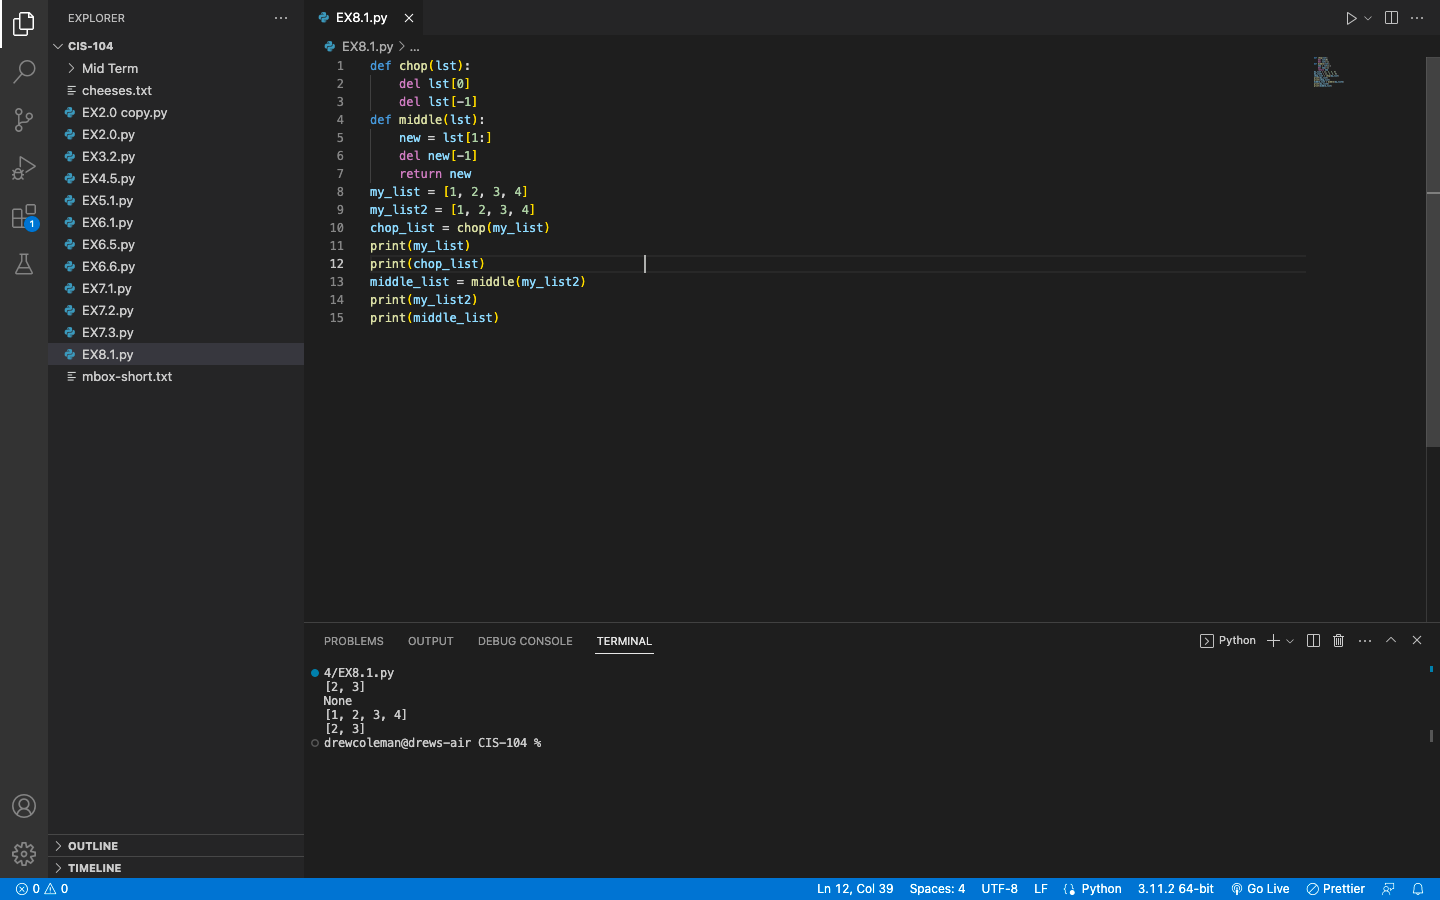 EXPLORER
CIS-104
Mid Term
cheeses.txt
EX2.0 copy.py
EX2.0.py
EX3.2.py
EX4.5.py
EX5.1.py
EX6.1.py
EX6.5.py
EX6.6.py
EX7.1.py
EX7.2.py
EX7.3.py
EX8.1.py
mbox-short.txt
OUTLINE
TIMELINE
1
EX8.1.py
EX8.1.py > ...
1 def chop(lst):
2     del lst[0]
3     del lst[-1]
4 def middle(lst):
5     new = lst[1:]
6     del new[-1]
7     return new
8 my_list = [1, 2, 3, 4]
9 my_list2 = [1, 2, 3, 4]
10 chop_list = chop(my_list)
11 print(my_list)
12 print(chop_list)
13 middle_list = middle(my_list2)
14 print(my_list2)
15 print(middle_list)
PROBLEMS OUTPUT DEBUG CONSOLE TERMINAL Python
4/EX8.1.py
[2, 3]
None
[1, 2, 3, 4]
[2, 3]
drewcoleman@drews-air CIS-104 %
0 0 Ln 12, Col 39 Spaces: 4 UTF-8 LF Python 3.11.2 64-bit Go Live Prettier